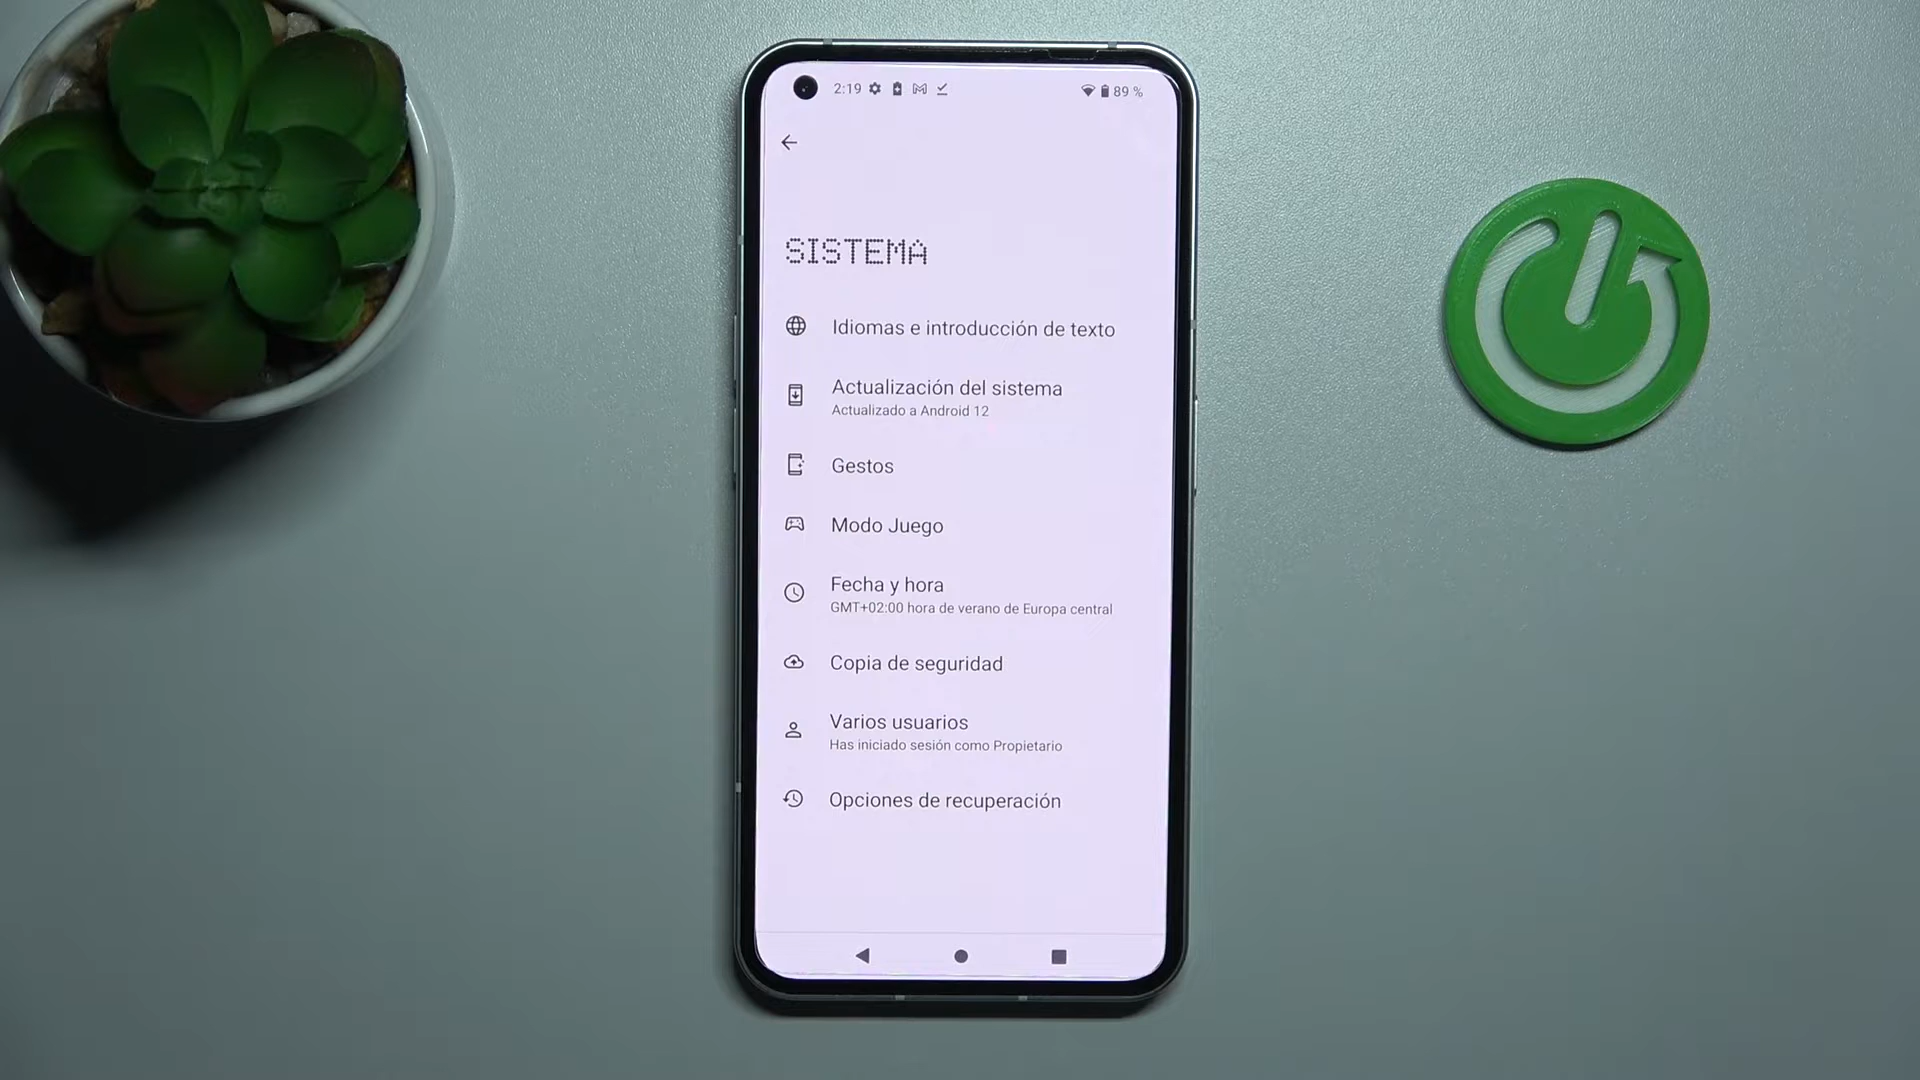 2:19
89 %
SISTEMA
Idiomas e introducción de texto
Actualización del sistema
Actualizado a Android 12
Gestos
Modo Juego
Fecha y hora
GMT+02:00 hora de verano de Europa central
Copia de seguridad
Varios usuarios
Has iniciado sesión como Propietario
Opciones de recuperación